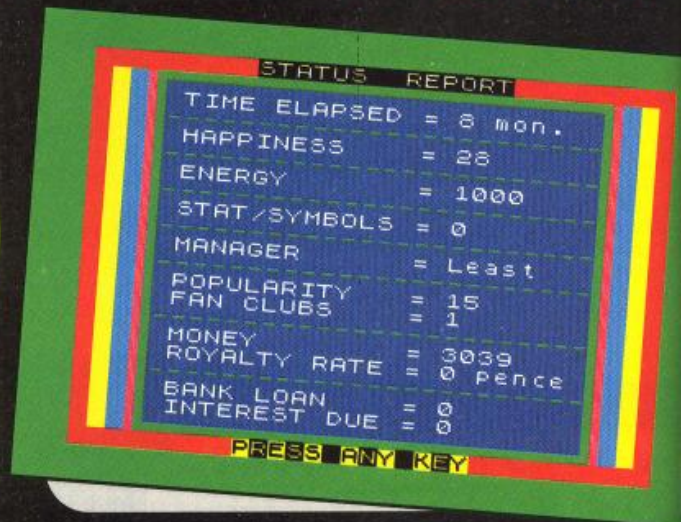 STATUS REPORT
TIME ELAPSED = 8 mon.
HAPPINESS = 28
ENERGY = 1000
STAT/SYMBOLS = 0
MANAGER = Least
POPULARITY = 15
FAN CLUBS = 1
MONEY = 3039
ROYALTY RATE = 0 pence
BANK LOAN = 0
INTEREST DUE = 0
PRESS ANY KEY